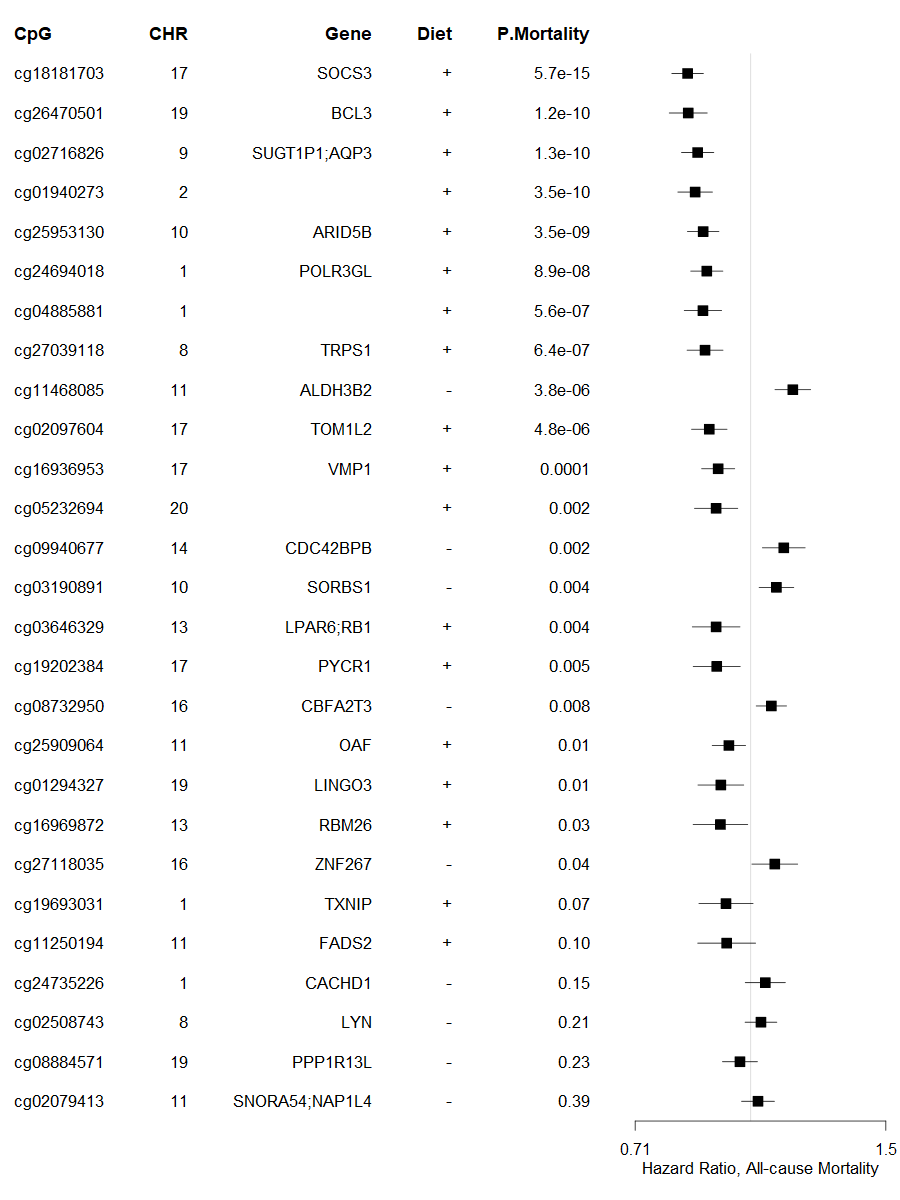 CpG CHR Gene Diet P.Mortality
cg18181703 17 SOCS3 + 5.7e-15
cg26470501 19 BCL3 + 1.2e-10
cg02716826 9 SUGT1P1;AQP3 + 1.3e-10
cg01940273 2 + 3.5e-10
cg25953130 10 ARID5B + 3.5e-09
cg24694018 1 POLR3GL + 8.9e-08
cg04885881 1 + 5.6e-07
cg27039118 8 TRPS1 + 6.4e-07
cg11468085 11 ALDH3B2 - 3.8e-06
cg02097604 17 TOM1L2 + 4.8e-06
cg16936953 17 VMP1 + 0.0001
cg05232694 20 + 0.002
cg09940677 14 CDC42BPB - 0.002
cg03190891 10 SORBS1 - 0.004
cg03646329 13 LPAR6;RB1 + 0.004
cg19202384 17 PYCR1 + 0.005
cg08732950 16 CBFA2T3 - 0.008
cg25909064 11 OAF + 0.01
cg01294327 19 LINGO3 + 0.01
cg16969872 13 RBM26 + 0.03
cg27118035 16 ZNF267 - 0.04
cg19693031 1 TXNIP + 0.07
cg11250194 11 FADS2 + 0.10
cg24735226 1 CACHD1 - 0.15
cg02508743 8 LYN - 0.21
cg08884571 19 PPP1R13L - 0.23
cg02079413 11 SNORA54;NAP1L4 - 0.39
0.71 1.5
Hazard Ratio, All-cause Mortality